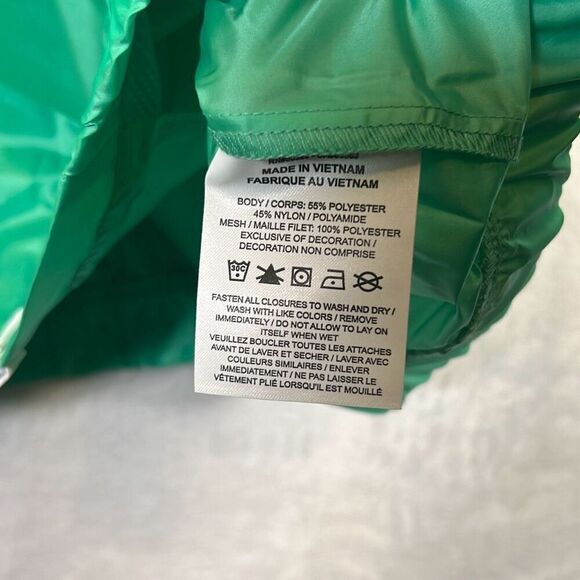 MADE IN VIETNAM
FABRIQUE AU VIETNAM
BODY / CORPS: 55% POLYESTER
45% NYLON / POLYAMIDE
MESH / MAILLE FILET: 100% POLYESTER
EXCLUSIVE OF DECORATION /
DECORATION NON COMPRISE
30C
FASTEN ALL CLOSURES TO WASH AND DRY /
WASH WITH LIKE COLORS / REMOVE
IMMEDIATELY / DO NOT ALLOW TO LAY ON
ITSELF WHEN WET
VEUILLEZ BOUCLER TOUTES LES ATTACHES
AVANT DE LAVER ET SECHER / LAVER AVEC
COULEURS SIMILAIRES / ENLEVER
IMMÉDIATEMENT / NE PAS LAISSER LE
VÊTEMENT PLIÉ LORSQU'IL EST MOUILLÉ